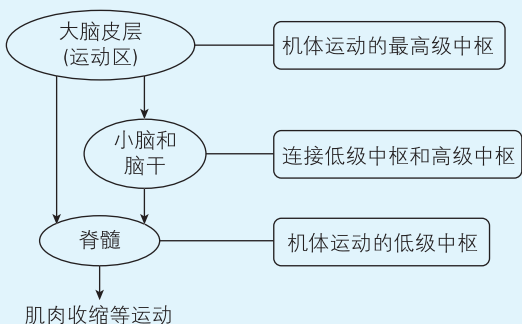 大脑皮层
(运动区)
机体运动的最高级中枢
小脑和
脑干
连接低级中枢和高级中枢
脊髓
机体运动的低级中枢
肌肉收缩等运动